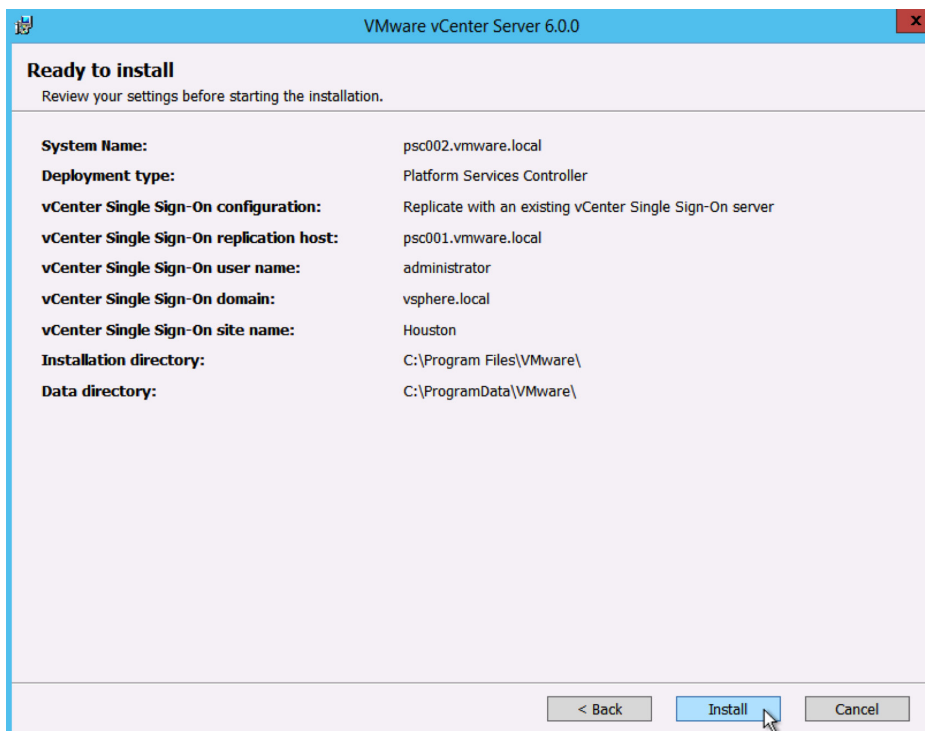 VMware vCenter Server 6.0.0
x
Ready to install
Review your settings before starting the installation.
System Name: psc002.vmware.local
Deployment type: Platform Services Controller
vCenter Single Sign-On configuration: Replicate with an existing vCenter Single Sign-On server
vCenter Single Sign-On replication host: psc001.vmware.local
vCenter Single Sign-On user name: administrator
vCenter Single Sign-On domain: vsphere.local
vCenter Single Sign-On site name: Houston
Installation directory: C:\Program Files\VMware\
Data directory: C:\ProgramData\VMware\
< Back Install Cancel